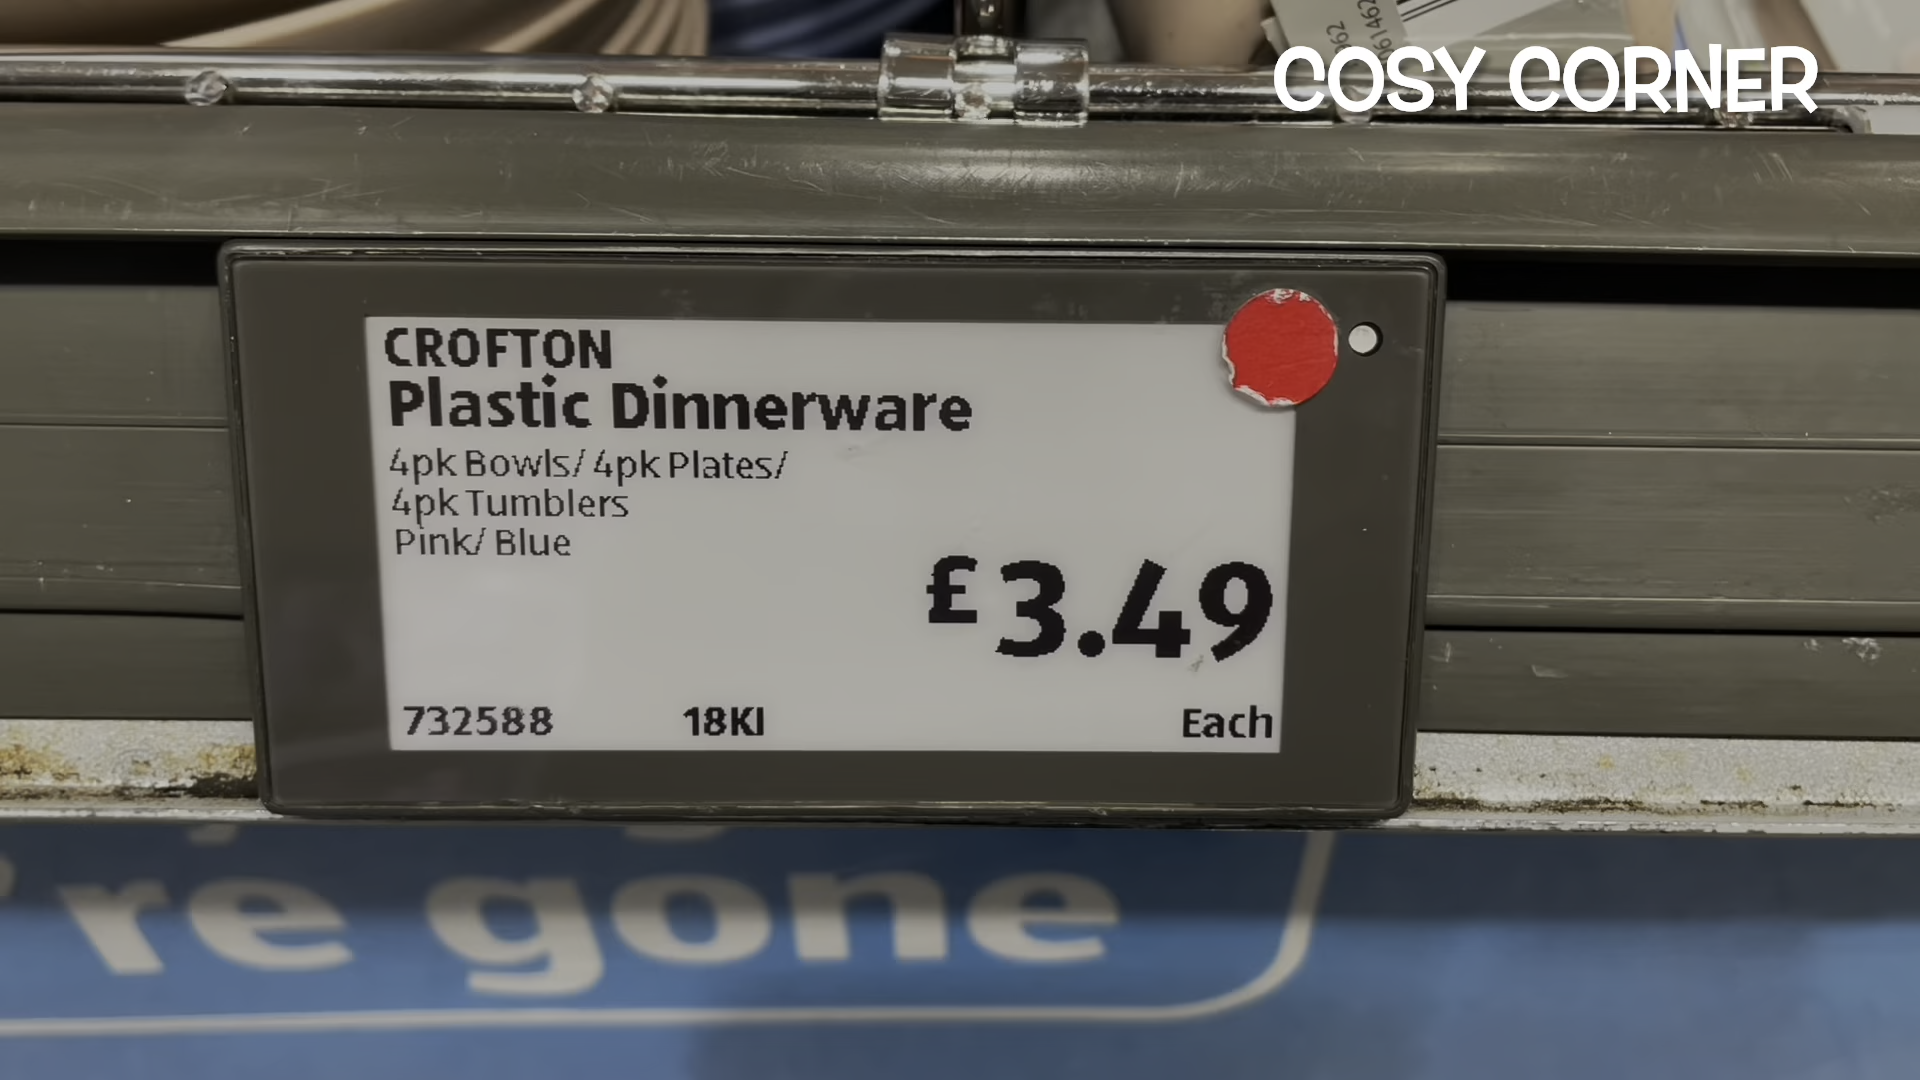 COSY CORNER
CROFTON
Plastic Dinnerware
4pk Bowls/ 4pk Plates/
4pk Tumblers
Pink/ Blue
£3.49
732588 18KI Each
're gone